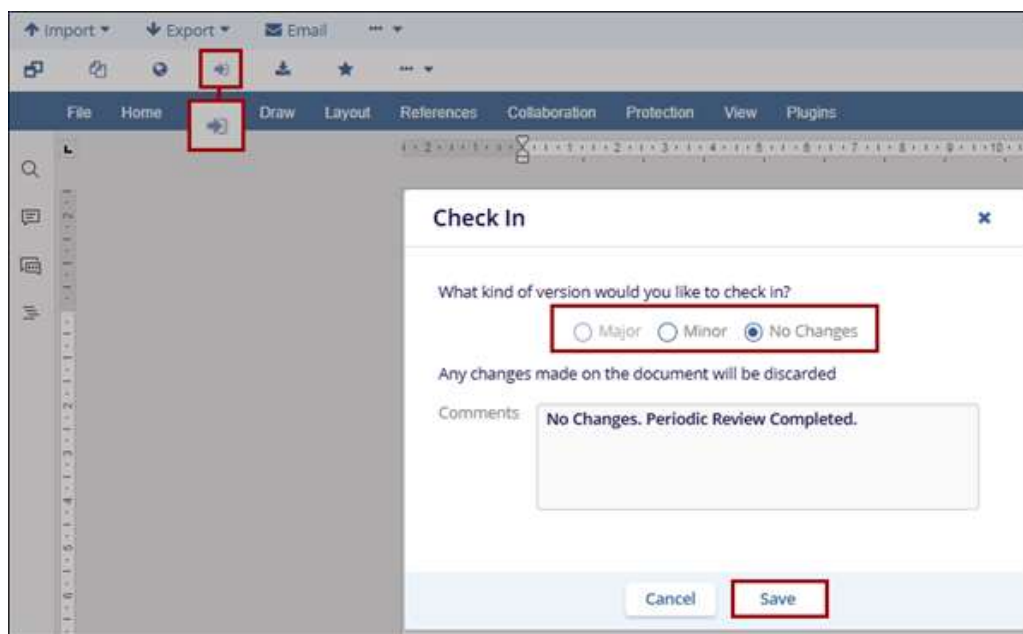 Import Export Email
File Home Draw Layout References Collaboration Protection View Plugins
Check In
What kind of version would you like to check in?
Major Minor No Changes
Any changes made on the document will be discarded
Comments No Changes. Periodic Review Completed.
Cancel Save